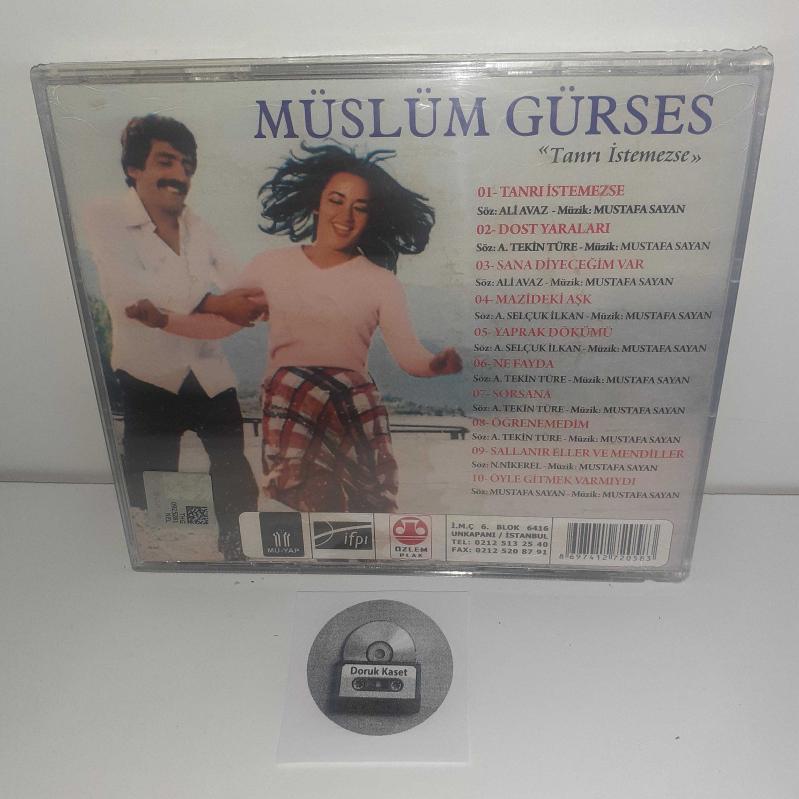 MÜSLÜM GÜRSES
“Tanrı İstemezse»
01- TANRI İSTEMEZSE
Söz: ALİ AVAZ - Müzik: MUSTAFA SAYAN
02- DOST YARALARI
Söz: A. TEKİN TÜRE - Müzik: MUSTAFA SAYAN
03- SANA DİYECEĞİM VAR
Söz: ALİ AVAZ - Müzik: MUSTAFA SAYAN
04- MAZİDEKİ AŞK
Söz: A. SELÇUK İLKAN - Müzik: MUSTAFA SAYAN
05- YAPRAK DÖKÜMÜ
Söz: A. SELÇUK İLKAN - Müzik: MUSTAFA SAYAN
06- NE FAYDA
Söz: A. TEKİN TÜRE - Müzik: MUSTAFA SAYAN
07- SORSANA
Söz: A. TEKİN TÜRE - Müzik: MUSTAFA SAYAN
08- ÖĞRENEMEDİM
Söz: A. TEKİN TÜRE - Müzik: MUSTAFA SAYAN
09- SALLANIR ELLER VE MENDİLLER
Söz: N.NİKEREL - Müzik: MUSTAFA SAYAN
10- ÖYLE GİTMEK VARMIYDI
Söz: MUSTAFA SAYAN - Müzik: MUSTAFA SAYAN
MÜ-YAP
ifpi
ÖZLEM
PLAK
İ.M.Ç 6. BLOK 6416
UNKAPANI / İSTANBUL
TEL: 0212 513 25 40
FAX: 0212 520 87 91
8 697412 720583
Doruk Kaset